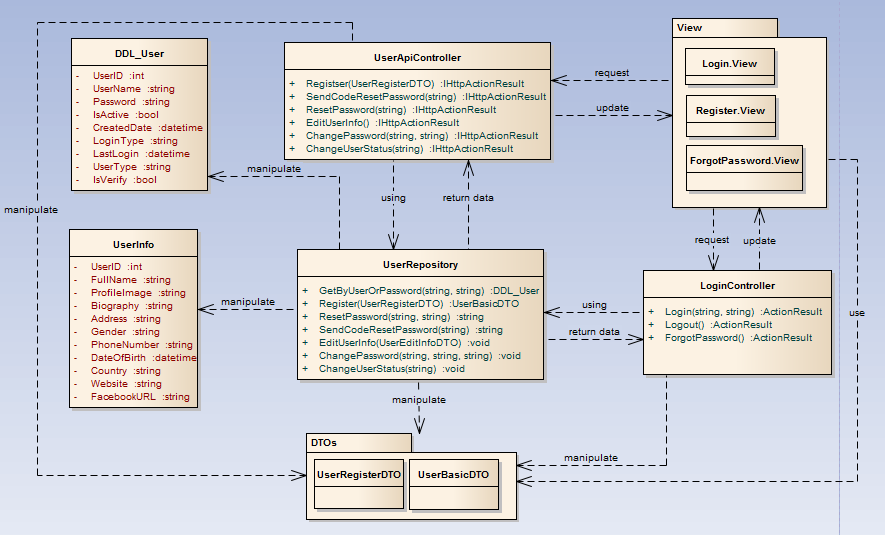 DDL_User
- UserID :int
- UserName :string
- Password :string
- IsActive :bool
- CreatedDate :datetime
- LoginType :string
- LastLogin :datetime
- UserType :string
- IsVerify :bool
UserApiController
+ Registser(UserRegisterDTO) :IHttpActionResult
+ SendCodeResetPassword(string) :IHttpActionResult
+ ResetPassword(string) :IHttpActionResult
+ EditUserInfo() :IHttpActionResult
+ ChangePassword(string, string) :IHttpActionResult
+ ChangeUserStatus(string) :IHttpActionResult
request
update
View
Login.View
Register.View
ForgotPassword.View
manipulate
manipulate
using
return data
request
update
UserInfo
- UserID :int
- FullName :string
- ProfileImage :string
- Biography :string
- Address :string
- Gender :string
- PhoneNumber :string
- DateOfBirth :datetime
- Country :string
- Website :string
- FacebookURL :string
manipulate
UserRepository
+ GetByUserOrPassword(string, string) :DDL_User
+ Register(UserRegisterDTO) :UserBasicDTO
+ ResetPassword(string, string) :string
+ SendCodeResetPassword(string) :string
+ EditUserInfo(UserEditInfoDTO) :void
+ ChangePassword(string, string, string) :void
+ ChangeUserStatus(string) :void
using
return data
LoginController
+ Login(string, string) :ActionResult
+ Logout() :ActionResult
+ ForgotPassword() :ActionResult
use
manipulate
DTOs
UserRegisterDTO
UserBasicDTO
manipulate